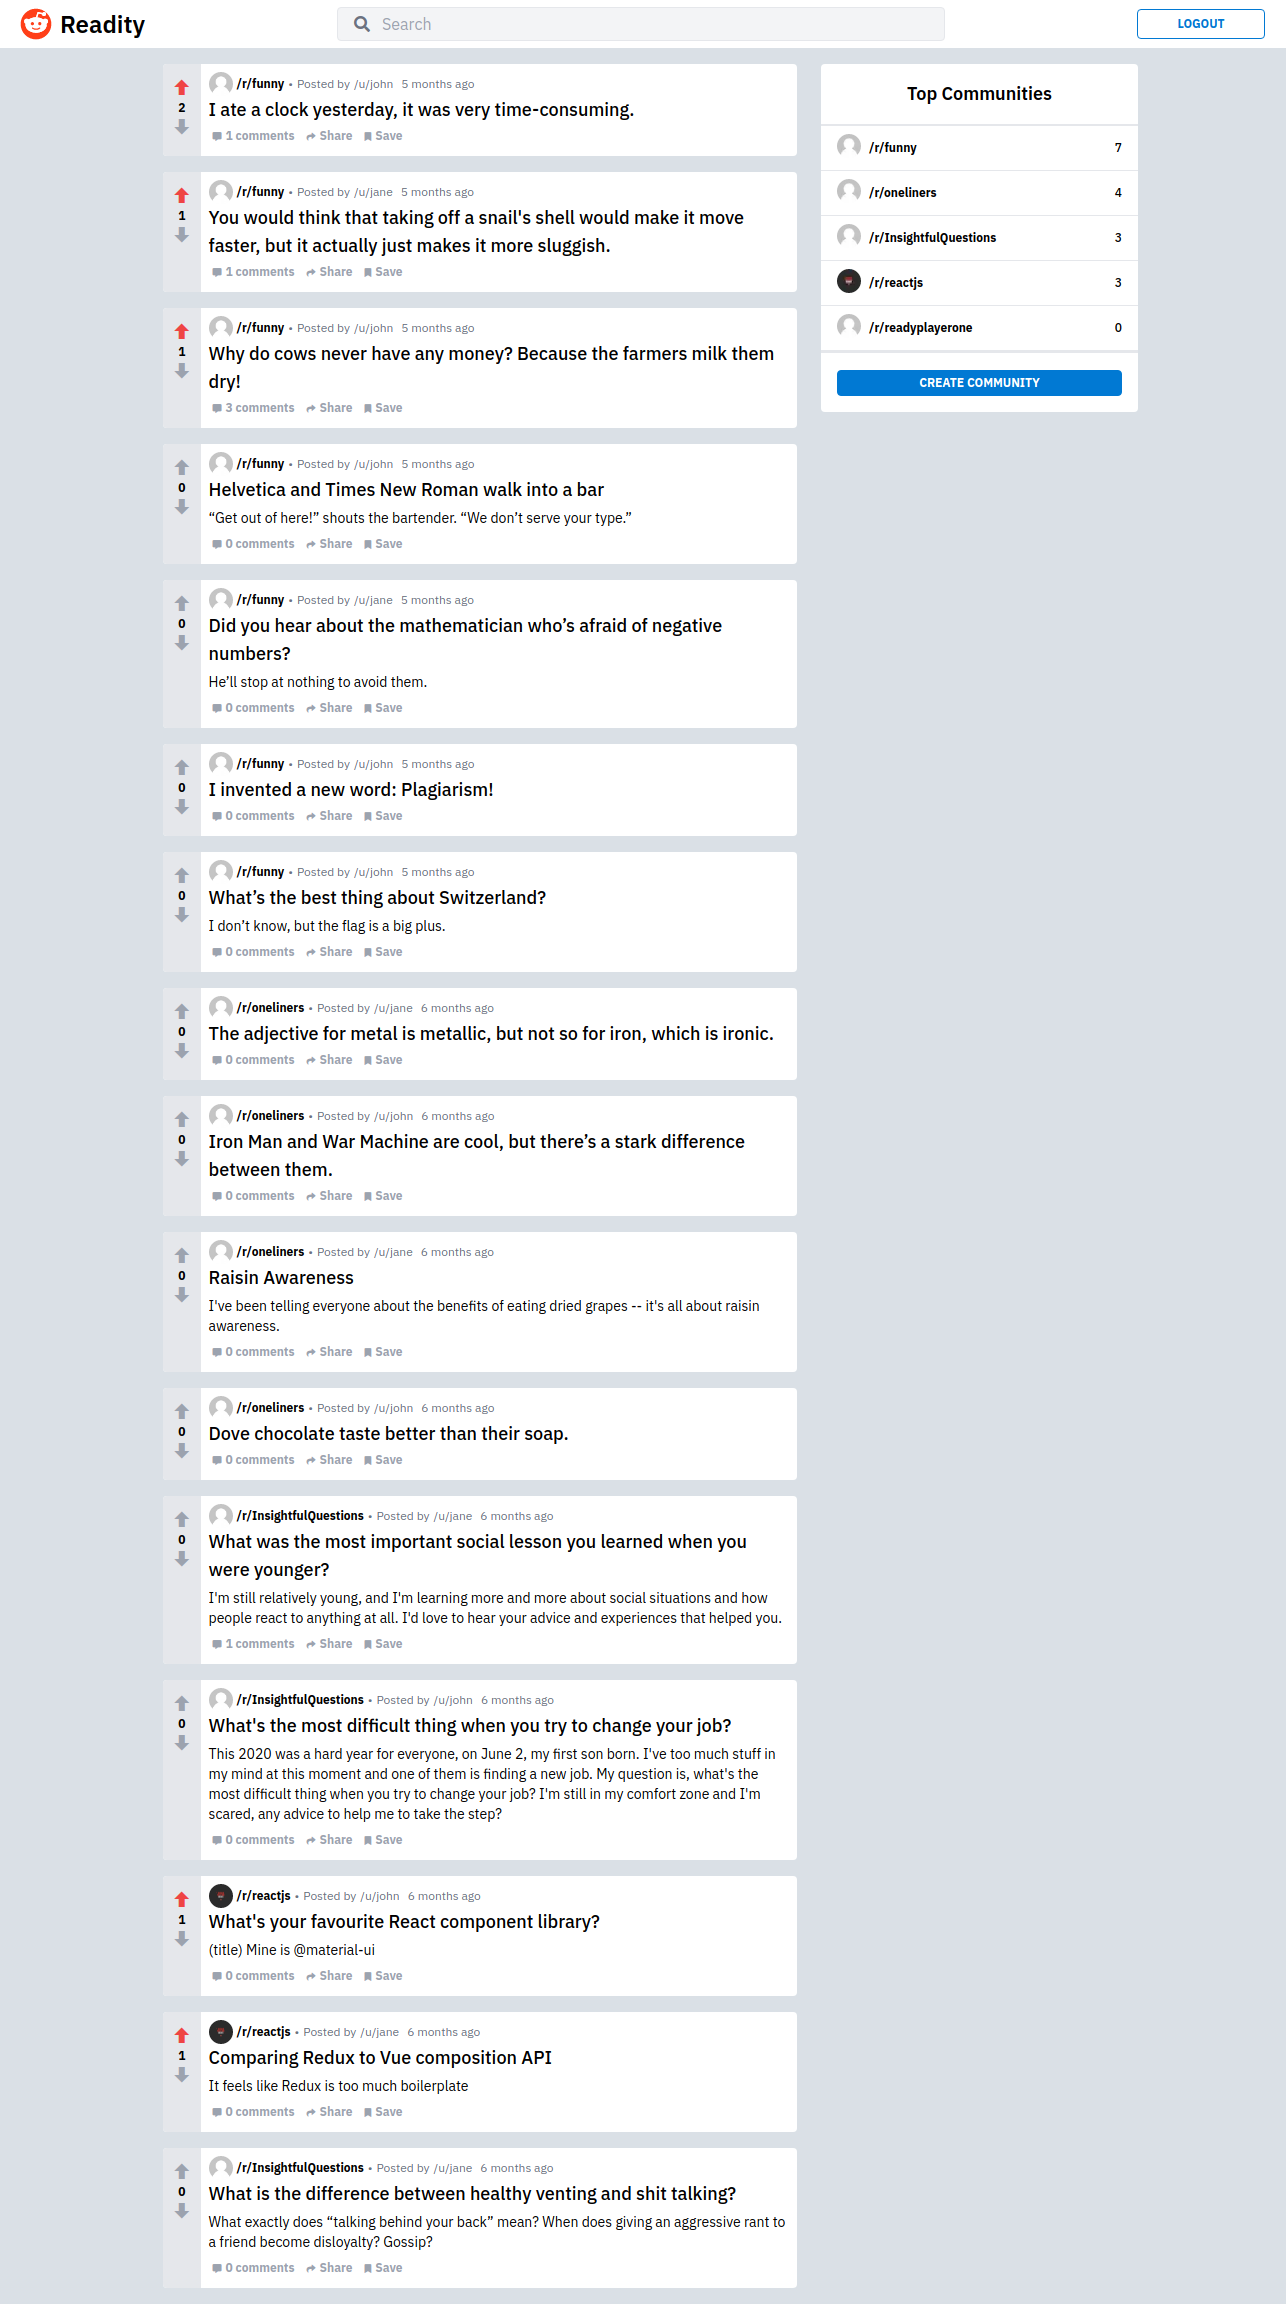 Readity
Search
LOGOUT
/r/funny • Posted by /u/john 5 months ago
2
I ate a clock yesterday, it was very time-consuming.
1 comments Share Save
/r/funny • Posted by /u/jane 5 months ago
1
You would think that taking off a snail's shell would make it move
faster, but it actually just makes it more sluggish.
1 comments Share Save
/r/funny • Posted by /u/john 5 months ago
1
Why do cows never have any money? Because the farmers milk them
dry!
3 comments Share Save
/r/funny • Posted by /u/john 5 months ago
0
Helvetica and Times New Roman walk into a bar
“Get out of here!” shouts the bartender. “We don’t serve your type.”
0 comments Share Save
/r/funny • Posted by /u/jane 5 months ago
0
Did you hear about the mathematician who’s afraid of negative
numbers?
He’ll stop at nothing to avoid them.
0 comments Share Save
/r/funny • Posted by /u/john 5 months ago
0
I invented a new word: Plagiarism!
0 comments Share Save
/r/funny • Posted by /u/john 5 months ago
0
What’s the best thing about Switzerland?
I don’t know, but the flag is a big plus.
0 comments Share Save
/r/oneliners • Posted by /u/jane 6 months ago
0
The adjective for metal is metallic, but not so for iron, which is ironic.
0 comments Share Save
/r/oneliners • Posted by /u/john 6 months ago
0
Iron Man and War Machine are cool, but there’s a stark difference
between them.
0 comments Share Save
/r/oneliners • Posted by /u/jane 6 months ago
0
Raisin Awareness
I've been telling everyone about the benefits of eating dried grapes -- it's all about raisin
awareness.
0 comments Share Save
/r/oneliners • Posted by /u/john 6 months ago
0
Dove chocolate taste better than their soap.
0 comments Share Save
/r/InsightfulQuestions • Posted by /u/jane 6 months ago
0
What was the most important social lesson you learned when you
were younger?
I'm still relatively young, and I'm learning more and more about social situations and how
people react to anything at all. I'd love to hear your advice and experiences that helped you.
1 comments Share Save
/r/InsightfulQuestions • Posted by /u/john 6 months ago
0
What's the most difficult thing when you try to change your job?
This 2020 was a hard year for everyone, on June 2, my first son born. I've too much stuff in
my mind at this moment and one of them is finding a new job. My question is, what's the
most difficult thing when you try to change your job? I'm still in my comfort zone and I'm
scared, any advice to help me to take the step?
0 comments Share Save
/r/reactjs • Posted by /u/john 6 months ago
1
What's your favourite React component library?
(title) Mine is @material-ui
0 comments Share Save
/r/reactjs • Posted by /u/jane 6 months ago
1
Comparing Redux to Vue composition API
It feels like Redux is too much boilerplate
0 comments Share Save
/r/InsightfulQuestions • Posted by /u/jane 6 months ago
0
What is the difference between healthy venting and shit talking?
What exactly does “talking behind your back” mean? When does giving an aggressive rant to
a friend become disloyalty? Gossip?
0 comments Share Save
Top Communities
/r/funny 7
/r/oneliners 4
/r/InsightfulQuestions 3
/r/reactjs 3
/r/readyplayerone 0
CREATE COMMUNITY